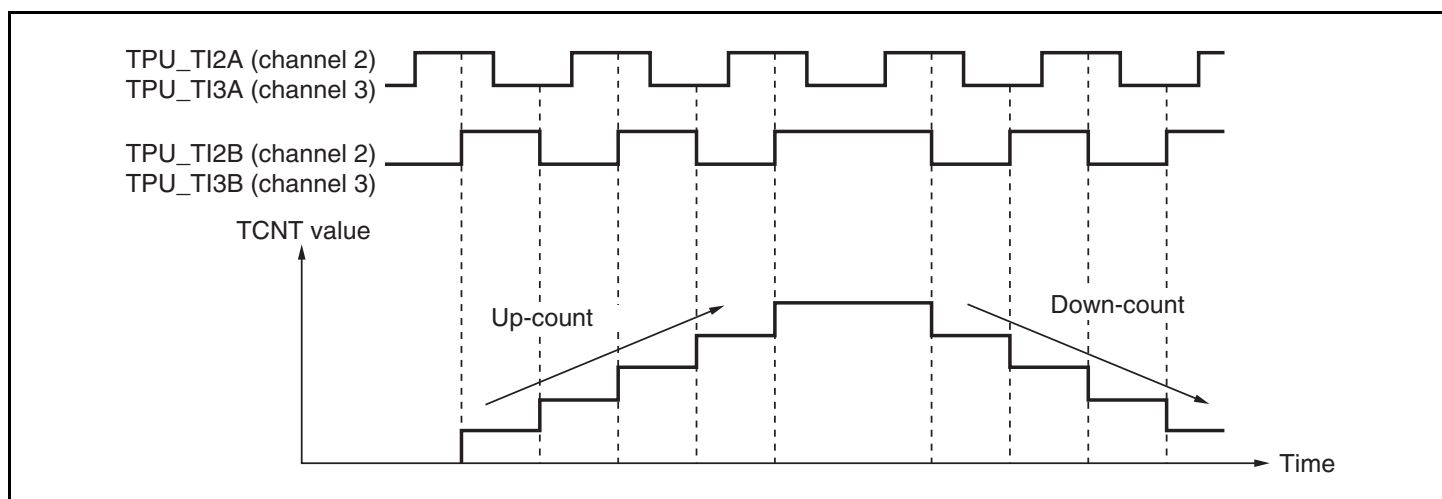 TPU_TI2A (channel 2)
TPU_TI3A (channel 3)
TPU_TI2B (channel 2)
TPU_TI3B (channel 3)
TCNT value
Up-count
Down-count
Time